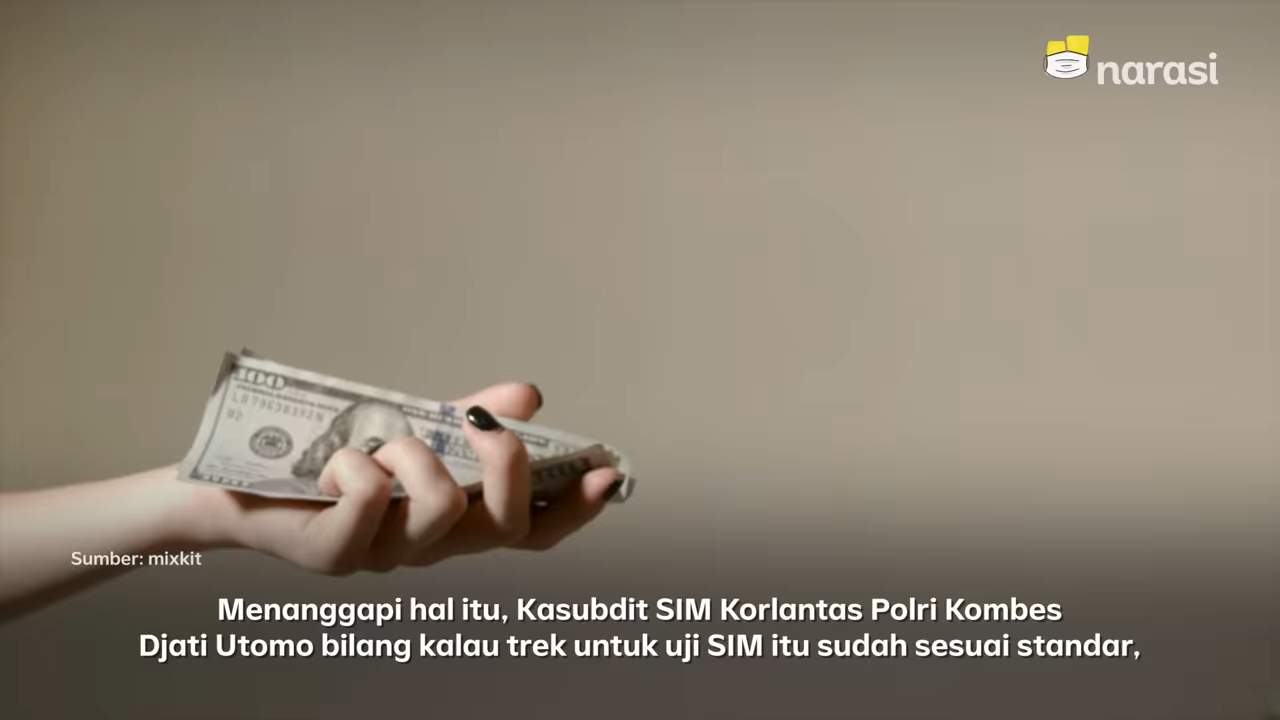 narasi
100
Sumber: mixkit
Menanggapi hal itu, Kasubdit SIM Korlantas Polri Kombes
Djati Utomo bilang kalau trek untuk uji SIM itu sudah sesuai standar,